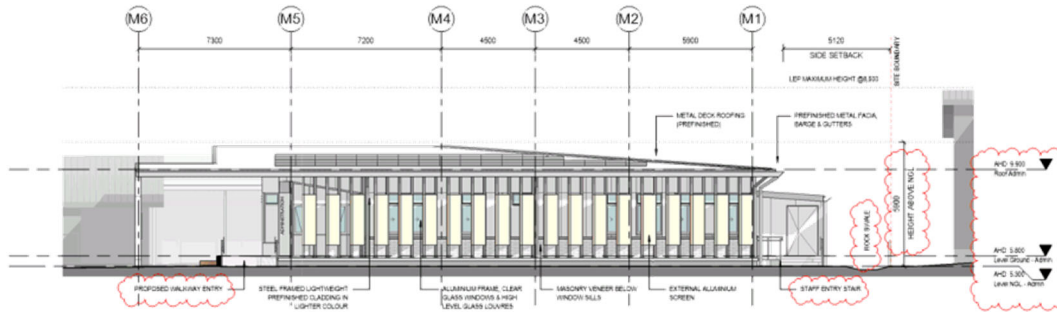 M6
M5
M4
M3
M2
M1
7300
7200
4500
4500
5900
5120
SIDE SETBACK
SITE BOUNDARY
LEP MAXIMUM HEIGHT @8,500
METAL DECK ROOFING
(PREFINISHED)
PREFINISHED METAL FACIA,
BARGE & GUTTERS
AHD 9.900
Roof Admin
5900
HEIGHT ABOVE NGL
ROCK SWALE
ADMINISTRATION
AHD 5.800
Level Ground - Admin
AHD 5.300
Level NGL - Admin
PROPOSED WALKWAY ENTRY
STEEL FRAMED LIGHTWEIGHT
PREFINISHED CLADDING IN
LIGHTER COLOUR
ALUMINIUM FRAME, CLEAR
GLASS WINDOWS & HIGH
LEVEL GLASS LOUVRES
MASONRY VENEER BELOW
WINDOW SILLS
EXTERNAL ALUMINIUM
SCREEN
STAFF ENTRY STAIR